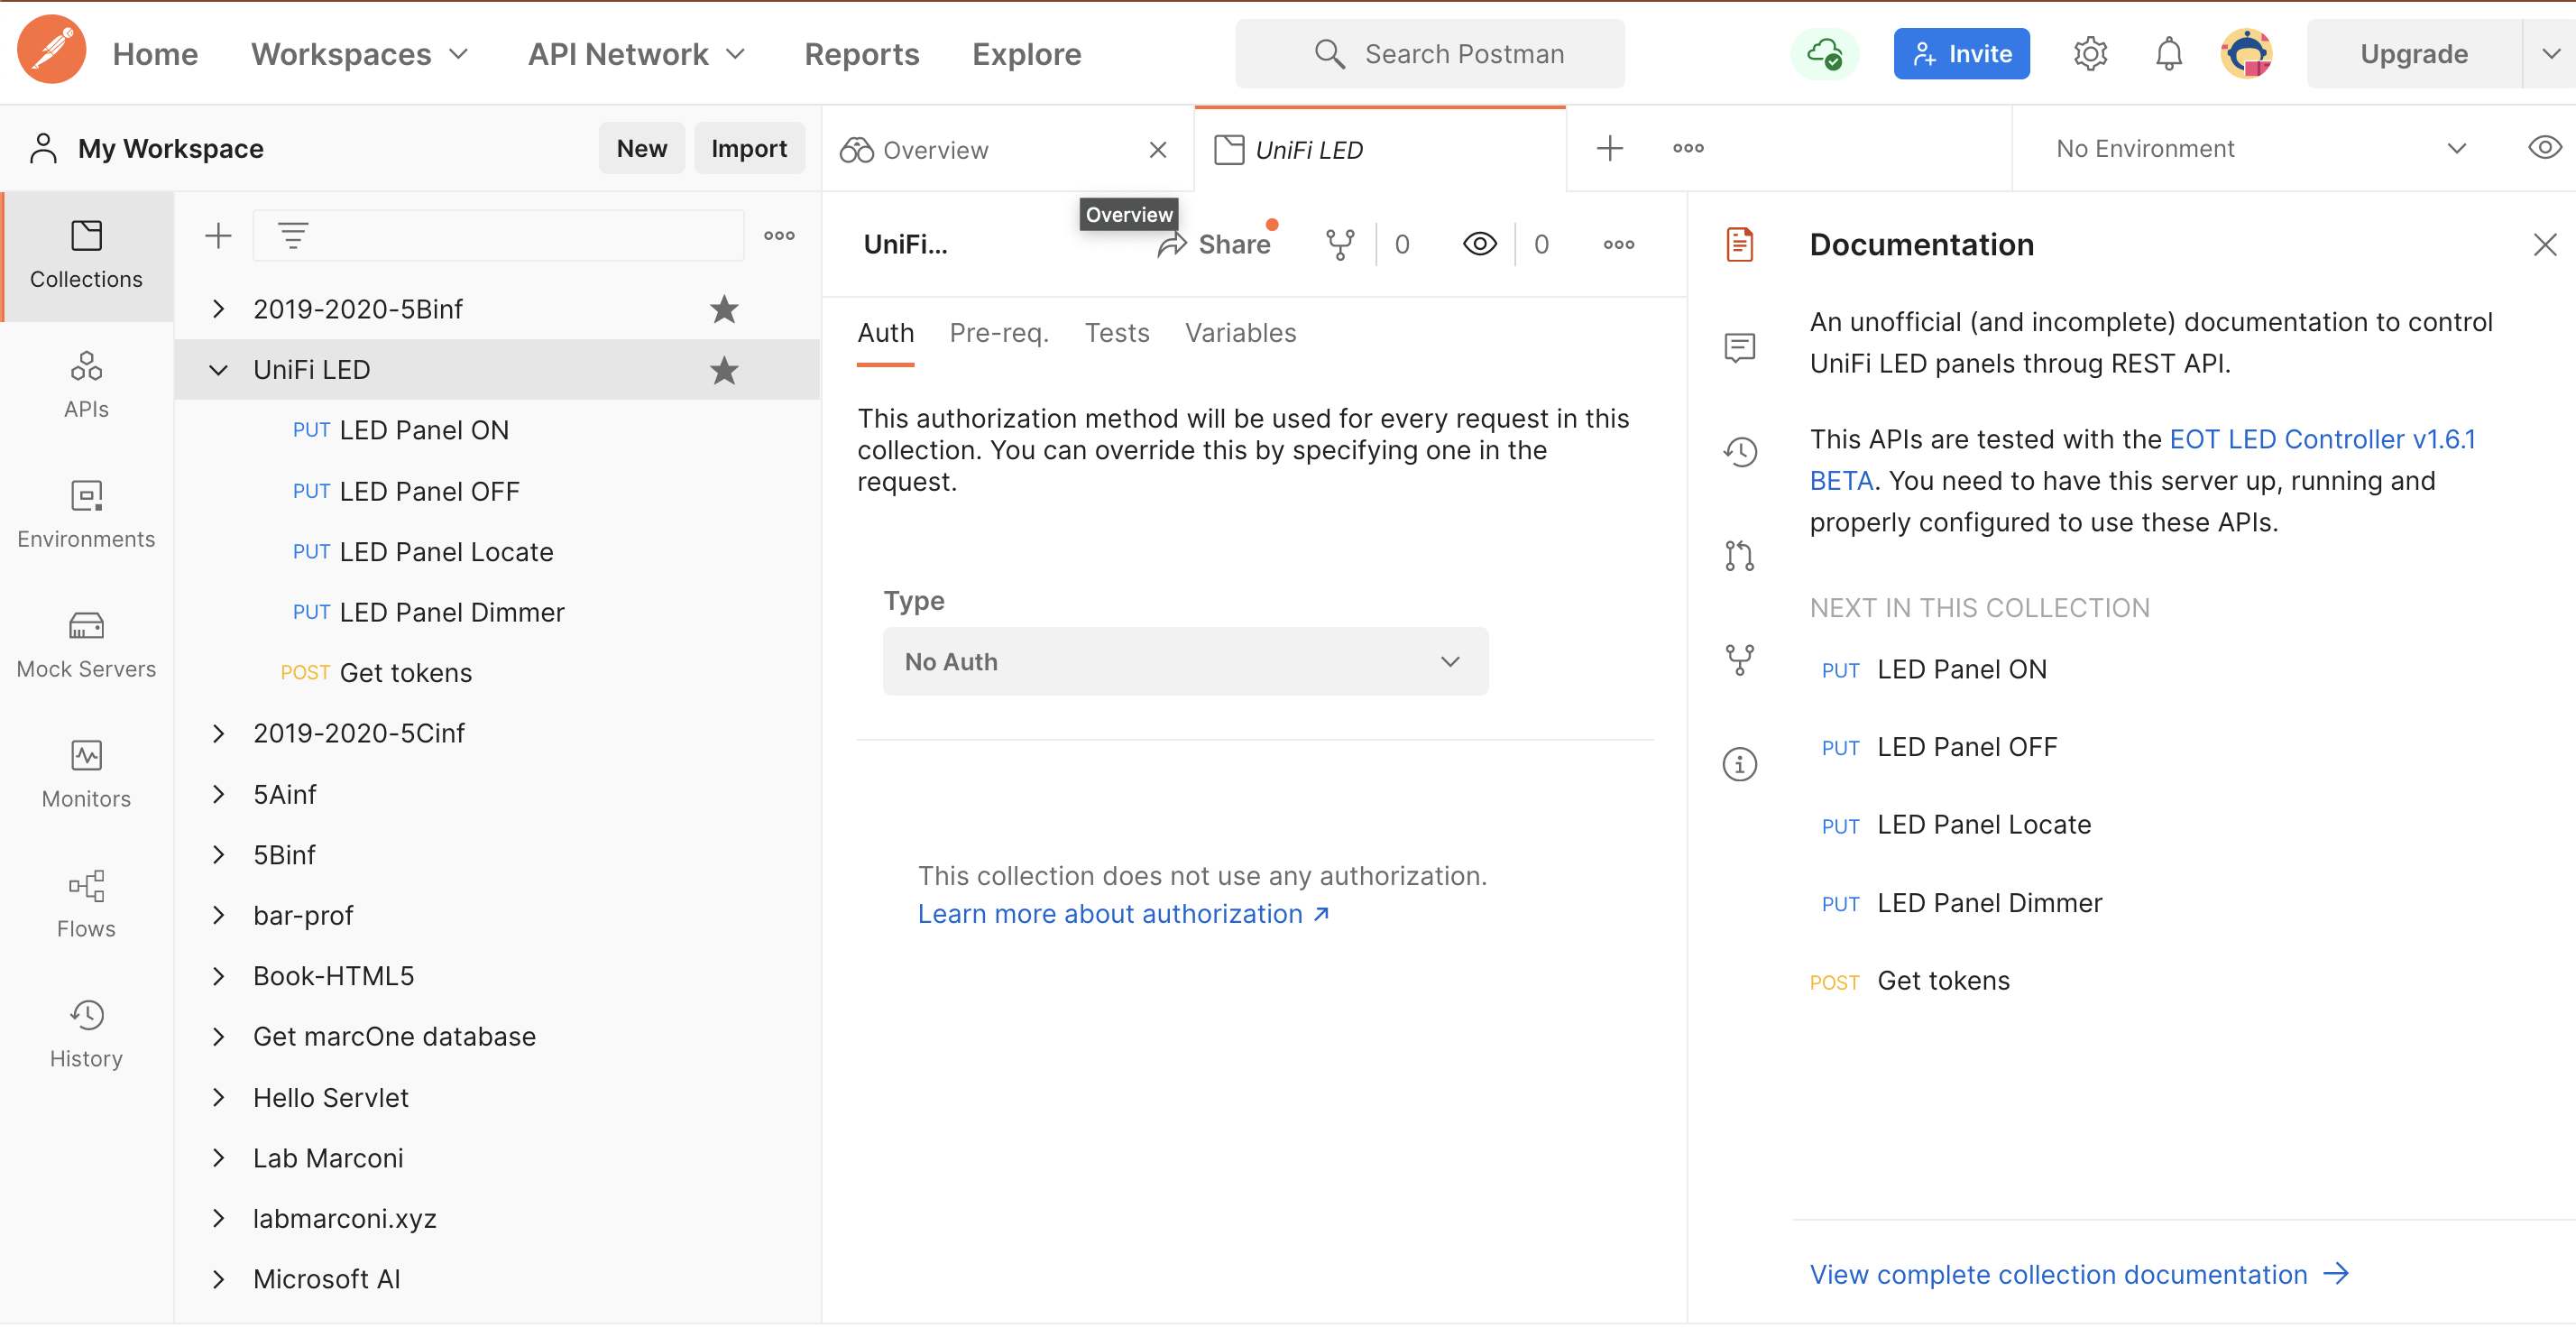 Home Workspaces API Network Reports Explore Search Postman Invite Upgrade
My Workspace New Import Overview UniFi LED No Environment
Overview
Collections
APIs
Environments
Mock Servers
Monitors
Flows
History
2019-2020-5Binf
UniFi LED
PUT LED Panel ON
PUT LED Panel OFF
PUT LED Panel Locate
PUT LED Panel Dimmer
POST Get tokens
2019-2020-5Cinf
5Ainf
5Binf
bar-prof
Book-HTML5
Get marcOne database
Hello Servlet
Lab Marconi
labmarconi.xyz
Microsoft AI
UniFi... Share 0 0
Auth Pre-req. Tests Variables
This authorization method will be used for every request in this
collection. You can override this by specifying one in the
request.
Type
No Auth
This collection does not use any authorization.
Learn more about authorization ↗
Documentation
An unofficial (and incomplete) documentation to control
UniFi LED panels throug REST API.
This APIs are tested with the EOT LED Controller v1.6.1
BETA. You need to have this server up, running and
properly configured to use these APIs.
NEXT IN THIS COLLECTION
PUT LED Panel ON
PUT LED Panel OFF
PUT LED Panel Locate
PUT LED Panel Dimmer
POST Get tokens
View complete collection documentation →